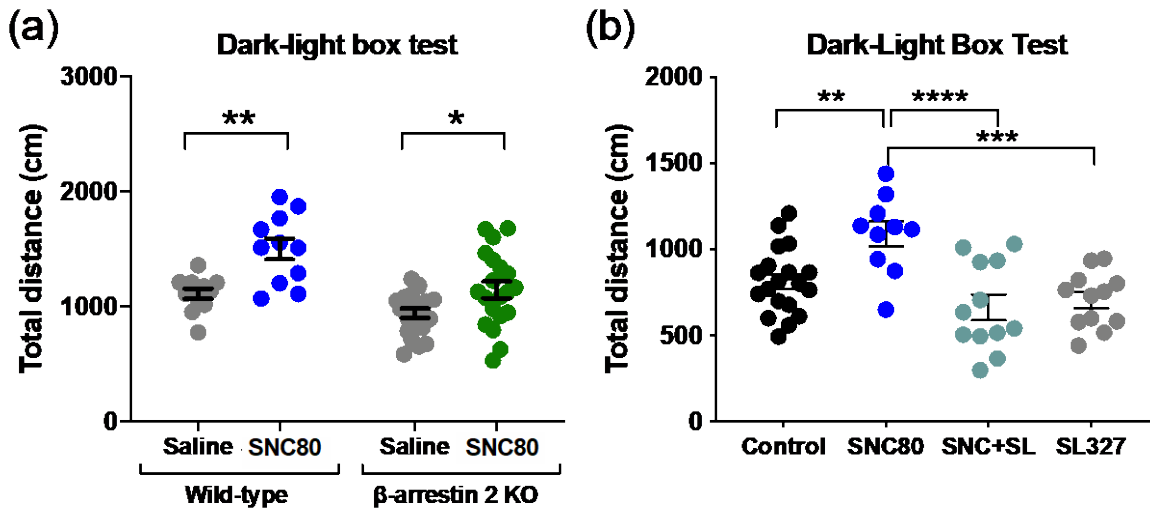 (a)
Dark-light box test
3000
2000
1000
0
Total distance (cm)
**
*
Saline SNC80 Saline SNC80
Wild-type β-arrestin 2 KO
(b)
Dark-Light Box Test
2000
1500
1000
500
0
Total distance (cm)
** ****
***
Control SNC80 SNC+SL SL327